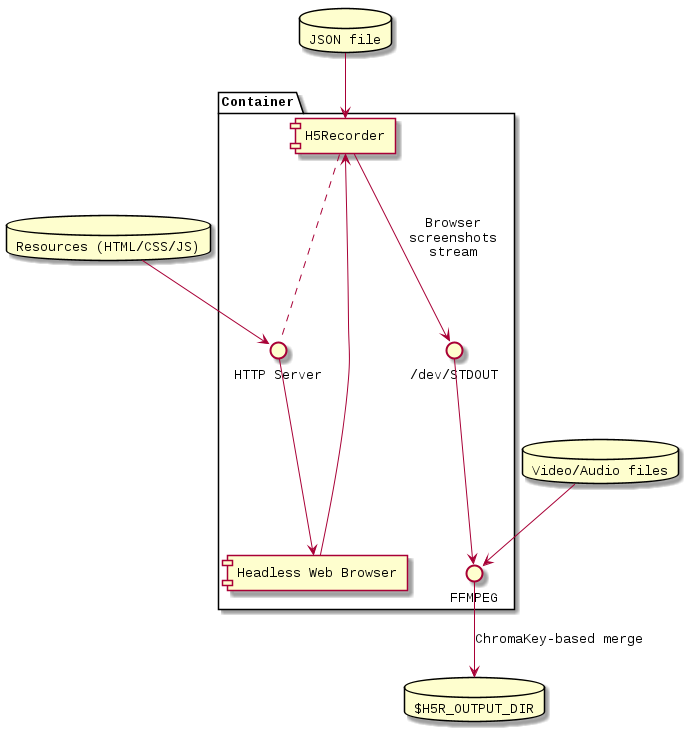 JSON file
Container
H5Recorder
Resources (HTML/CSS/JS)
Browser
screenshots
stream
HTTP Server
/dev/STDOUT
Video/Audio files
Headless Web Browser
FFMPEG
ChromaKey-based merge
$H5R_OUTPUT_DIR